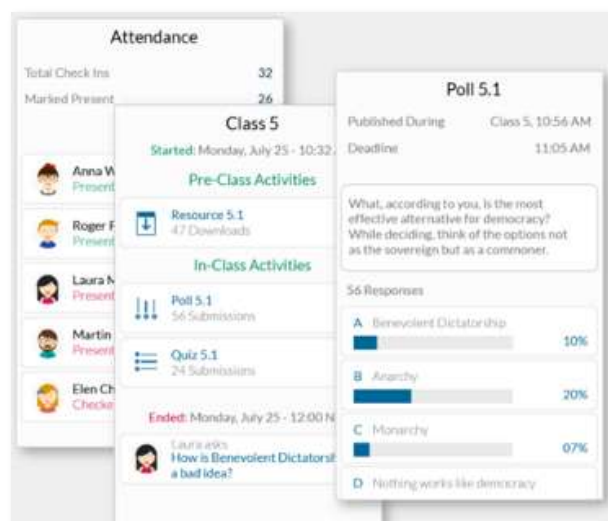 Attendance
Total Check Ins 32
Marked Present 26
Anna W
Present
Roger F
Present
Laura M
Present
Martin
Present
Elen Ch
Checke
Class 5
Started: Monday, July 25 - 10:32
Pre-Class Activities
Resource 5.1
47 Downloads
In-Class Activities
Poll 5.1
56 Submissions
Quiz 5.1
24 Submissions
Ended: Monday, July 25 - 12:00 N
Laura asks
How is Benevolent Dictatorsh
a bad idea?
Poll 5.1
Published During Class 5, 10:56 AM
Deadline 11:05 AM
What, according to you, is the most
effective alternative for democracy?
While deciding, think of the options not
as the sovereign but as a commoner.
56 Responses
A Benevolent Dictatorship
10%
B Anarchy
20%
C Monarchy
07%
D Nothing works like democracy